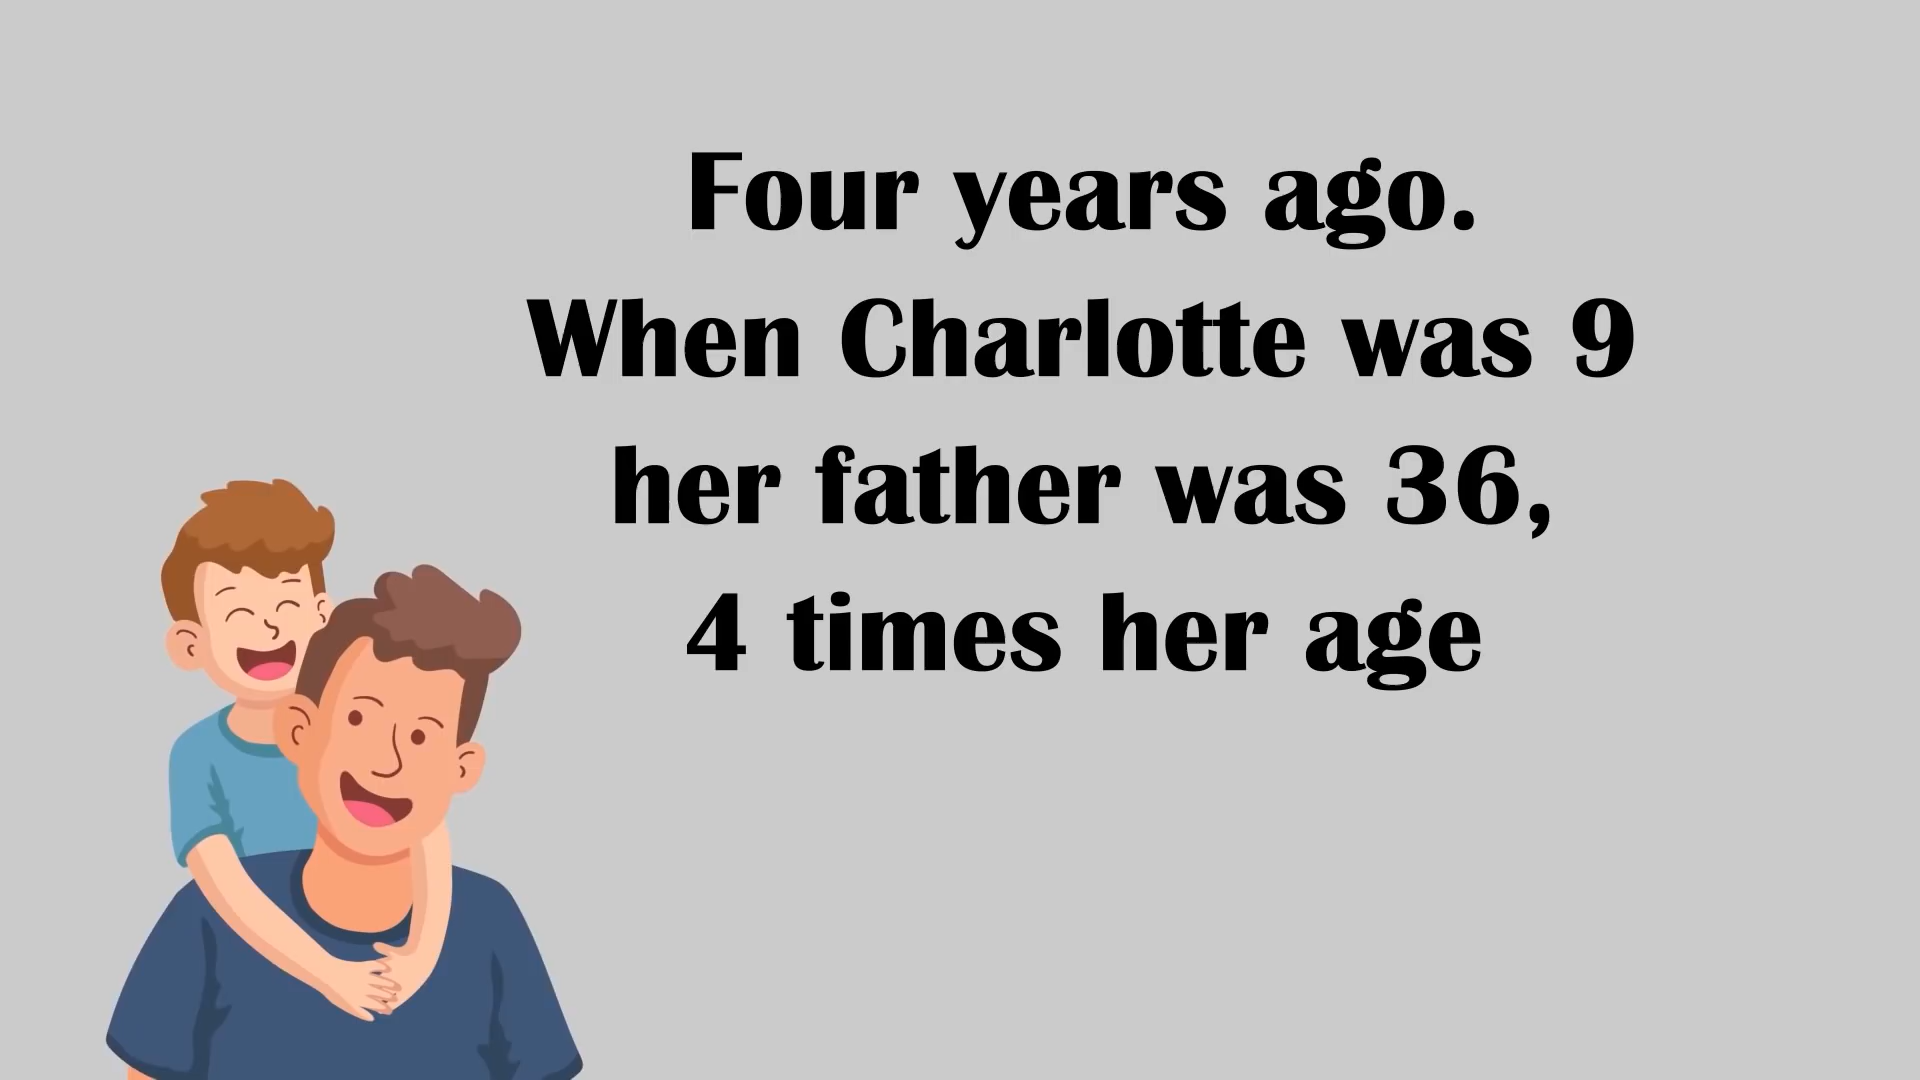 Four years ago.
When Charlotte was 9
her father was 36,
4 times her age